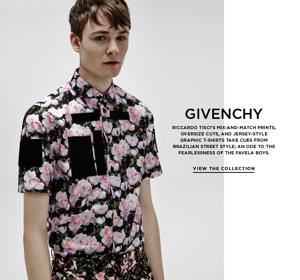 GIVENCHY
RICCARDO TISCI'S MIX-AND-MATCH PRINTS,
OVERSIZE CUTS, AND JERSEY-STYLE
GRAPHIC T-SHIRTS TAKE CUES FROM
BRAZILIAN STREET STYLE; AN ODE TO THE
FEARLESSNESS OF THE FAVELA BOYS.
VIEW THE COLLECTION